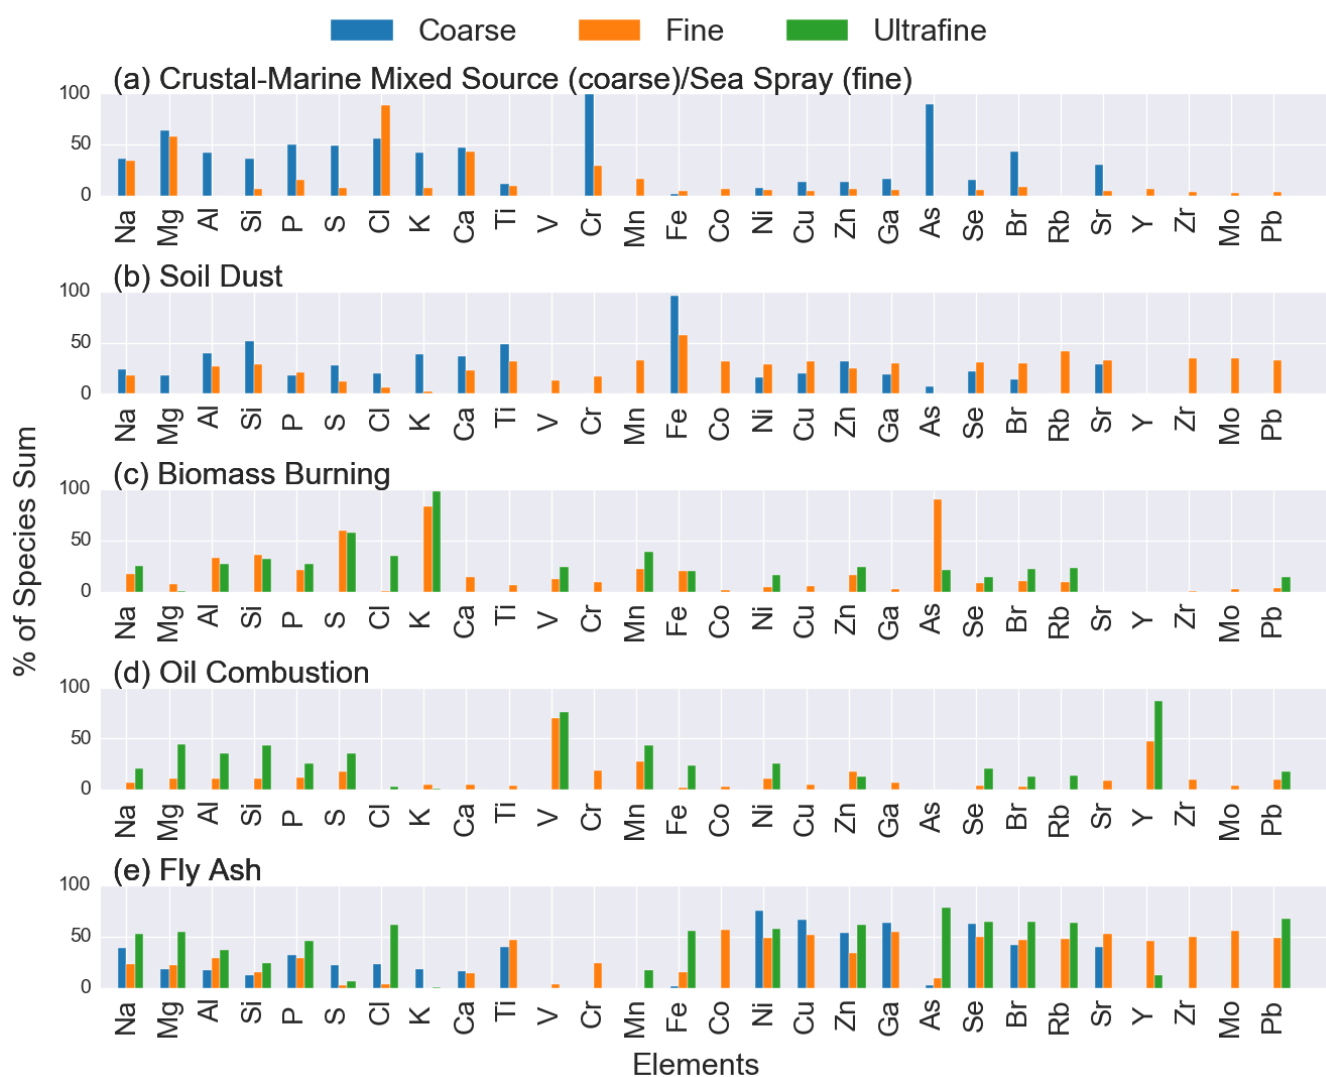 Coarse Fine Ultrafine
(a) Crustal-Marine Mixed Source (coarse)/Sea Spray (fine)
100
50
0
Na Mg Al Si P S Cl K Ca Ti V Cr Mn Fe Co Ni Cu Zn Ga As Se Br Rb Sr Y Zr Mo Pb
(b) Soil Dust
100
50
0
Na Mg Al Si P S Cl K Ca Ti V Cr Mn Fe Co Ni Cu Zn Ga As Se Br Rb Sr Y Zr Mo Pb
(c) Biomass Burning
100
50
0
Na Mg Al Si P S Cl K Ca Ti V Cr Mn Fe Co Ni Cu Zn Ga As Se Br Rb Sr Y Zr Mo Pb
% of Species Sum
(d) Oil Combustion
100
50
0
Na Mg Al Si P S Cl K Ca Ti V Cr Mn Fe Co Ni Cu Zn Ga As Se Br Rb Sr Y Zr Mo Pb
(e) Fly Ash
100
50
0
Na Mg Al Si P S Cl K Ca Ti V Cr Mn Fe Co Ni Cu Zn Ga As Se Br Rb Sr Y Zr Mo Pb
Elements